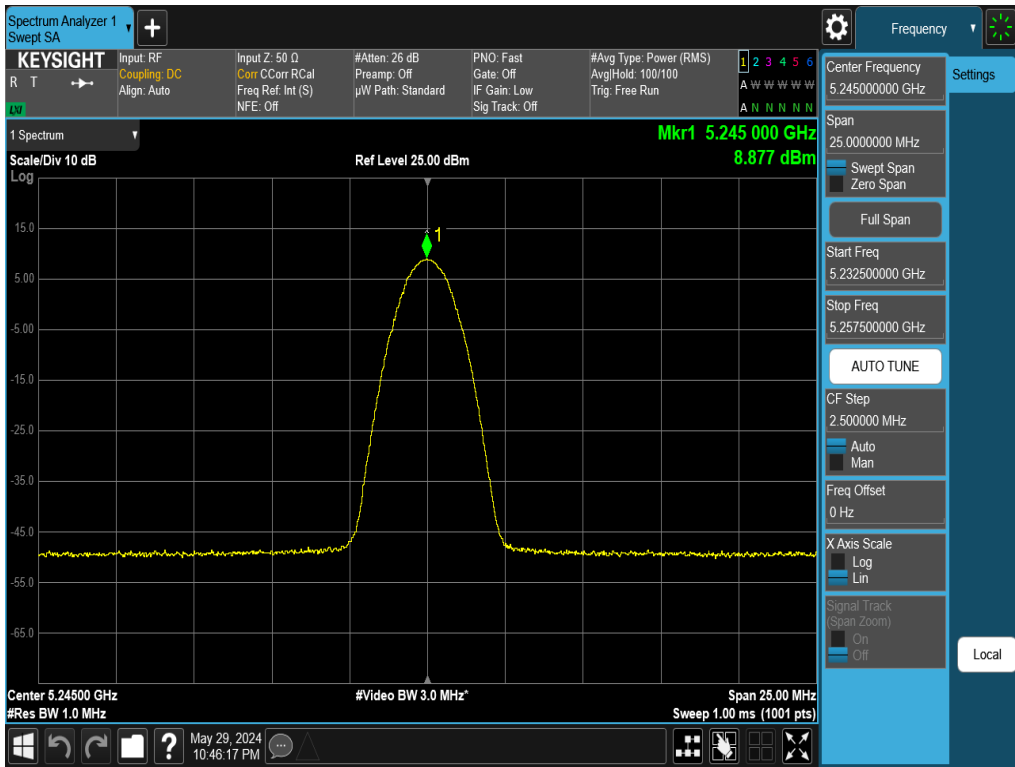 Spectrum Analyzer 1
Swept SA
Frequency
KEYSIGHT
R T
LXI
Input: RF
Coupling: DC
Align: Auto
Input Z: 50 Ω
Corr CCorr RCal
Freq Ref: Int (S)
NFE: Off
#Atten: 26 dB
Preamp: Off
µW Path: Standard
PNO: Fast
Gate: Off
IF Gain: Low
Sig Track: Off
#Avg Type: Power (RMS)
Avg|Hold: 100/100
Trig: Free Run
1 2 3 4 5 6
A W W W W W
A N N N N N
1 Spectrum
Scale/Div 10 dB
Log
Ref Level 25.00 dBm
Mkr1 5.245 000 GHz
8.877 dBm
15.0
5.00
-5.00
-15.0
-25.0
-35.0
-45.0
-55.0
-65.0
1
Center 5.24500 GHz
#Res BW 1.0 MHz
#Video BW 3.0 MHz*
Span 25.00 MHz
Sweep 1.00 ms (1001 pts)
May 29, 2024
10:46:17 PM
Center Frequency
5.245000000 GHz
Span
25.0000000 MHz
Swept Span
Zero Span
Full Span
Start Freq
5.232500000 GHz
Stop Freq
5.257500000 GHz
AUTO TUNE
CF Step
2.500000 MHz
Auto
Man
Freq Offset
0 Hz
X Axis Scale
Log
Lin
Signal Track
(Span Zoom)
On
Off
Settings
Local